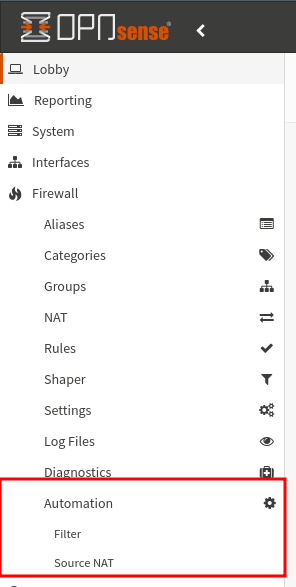 OPNsense®
Lobby
Reporting
System
Interfaces
Firewall
Aliases
Categories
Groups
NAT
Rules
Shaper
Settings
Log Files
Diagnostics
Automation
Filter
Source NAT